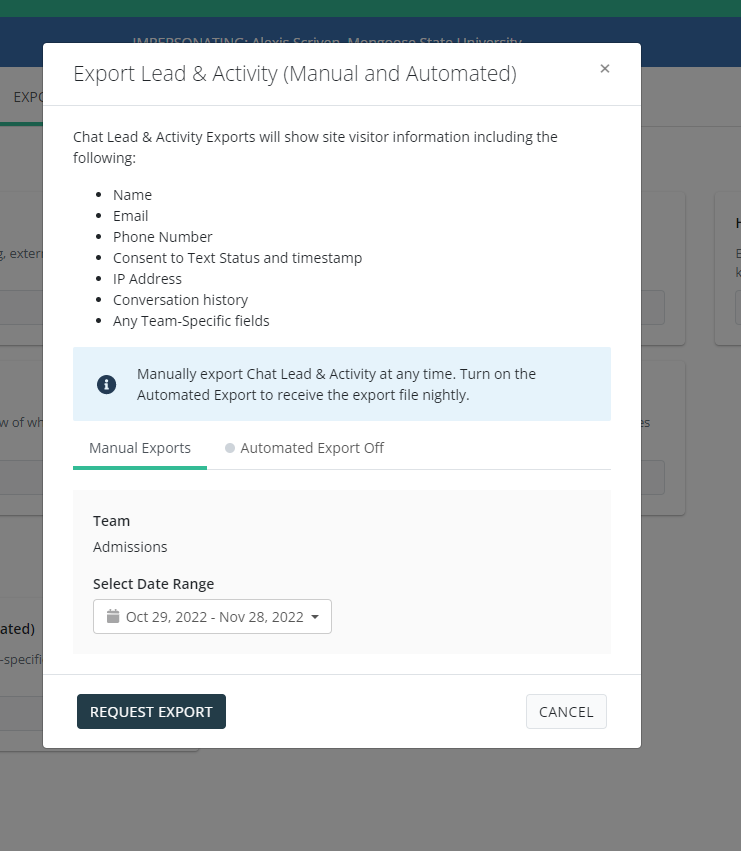 IMPERSONATING: Alexis Scriven, Mongoose State University
Export Lead & Activity (Manual and Automated)
×
EXPO
Chat Lead & Activity Exports will show site visitor information including the
following:
Name
Email
Phone Number
Consent to Text Status and timestamp
IP Address
Conversation history
Any Team-Specific fields
Manually export Chat Lead & Activity at any time. Turn on the
Automated Export to receive the export file nightly.
w of wh
es
Manual Exports
Automated Export Off
Team
Admissions
Select Date Range
Oct 29, 2022 - Nov 28, 2022
ated)
-specifi
REQUEST EXPORT
CANCEL